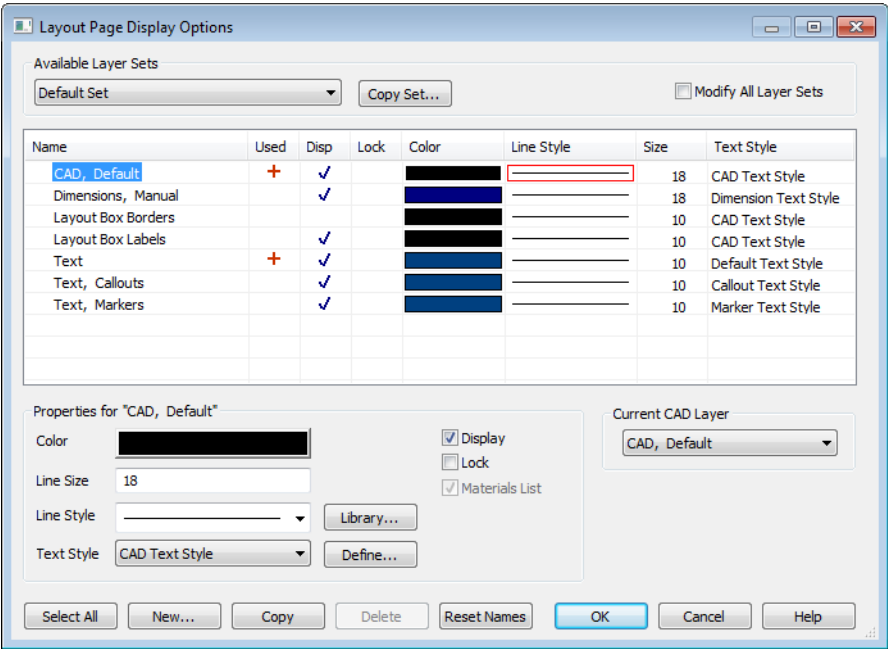 Layout Page Display Options
Available Layer Sets
Default Set
Copy Set...
Modify All Layer Sets
Name Used Disp Lock Color Line Style Size Text Style
CAD, Default 18 CAD Text Style
Dimensions, Manual 18 Dimension Text Style
Layout Box Borders 10 CAD Text Style
Layout Box Labels 10 CAD Text Style
Text 10 Default Text Style
Text, Callouts 10 Callout Text Style
Text, Markers 10 Marker Text Style
Properties for "CAD, Default"
Color
Line Size 18
Line Style Library...
Text Style CAD Text Style Define...
Display
Lock
Materials List
Current CAD Layer
CAD, Default
Select All New... Copy Delete Reset Names OK Cancel Help